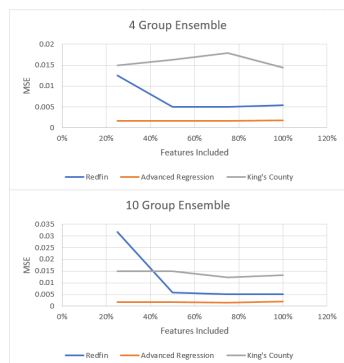 4 Group Ensemble
0.02
0.015
0.01
0.005
0
MSE
0% 20% 40% 60% 80% 100% 120%
Features Included
Redfin Advanced Regression King's County
10 Group Ensemble
0.035
0.03
0.025
0.02
0.015
0.01
0.005
0
MSE
0% 20% 40% 60% 80% 100% 120%
Features Included
Redfin Advanced Regression King's County